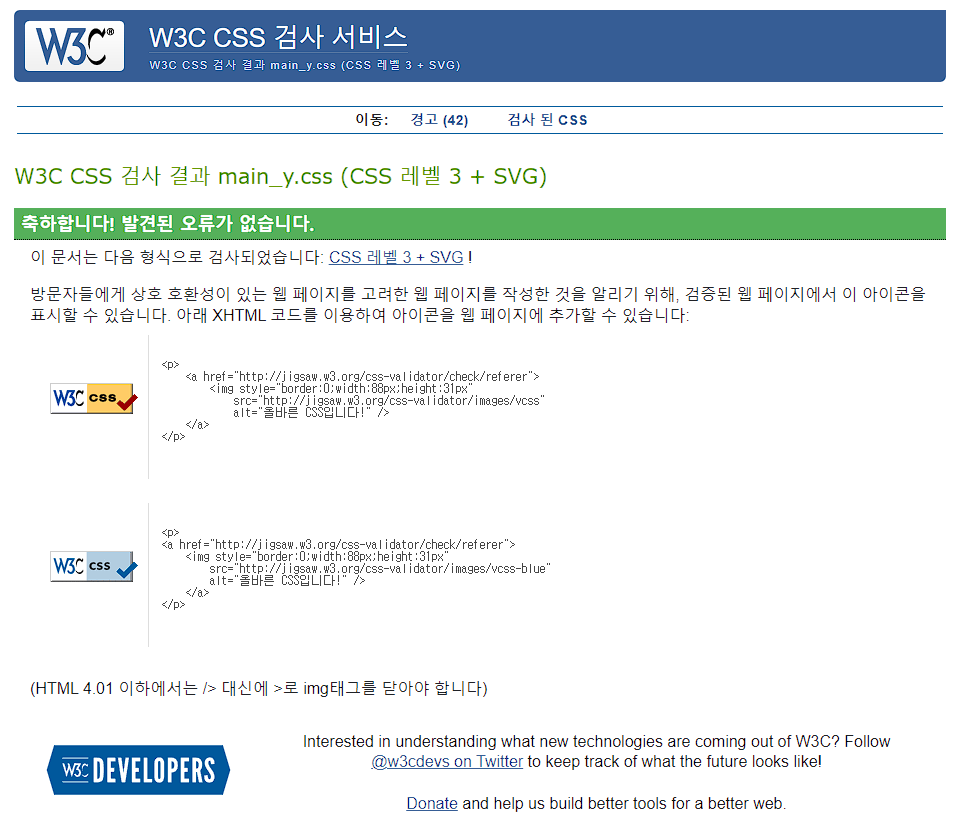 W3C®
W3C CSS 검사 서비스
W3C CSS 검사 결과 main_y.css (CSS 레벨 3 + SVG)
이동: 경고 (42) 검사 된 CSS
W3C CSS 검사 결과 main_y.css (CSS 레벨 3 + SVG)
축하합니다! 발견된 오류가 없습니다.
이 문서는 다음 형식으로 검사되었습니다: CSS 레벨 3 + SVG !
방문자들에게 상호 호환성이 있는 웹 페이지를 고려한 웹 페이지를 작성한 것을 알리기 위해, 검증된 웹 페이지에서 이 아이콘을
표시할 수 있습니다. 아래 XHTML 코드를 이용하여 아이콘을 웹 페이지에 추가할 수 있습니다:
W3C css
<p>
<a href="http://jigsaw.w3.org/css-validator/check/referer">
<img style="border:0;width:88px;height:31px"
src="http://jigsaw.w3.org/css-validator/images/vcss"
alt="올바른 CSS입니다!" />
</a>
</p>
W3C css
<p>
<a href="http://jigsaw.w3.org/css-validator/check/referer">
<img style="border:0;width:88px;height:31px"
src="http://jigsaw.w3.org/css-validator/images/vcss-blue"
alt="올바른 CSS입니다!" />
</a>
</p>
(HTML 4.01 이하에서는 /> 대신에 >로 img태그를 닫아야 합니다)
W3C DEVELOPERS
Interested in understanding what new technologies are coming out of W3C? Follow
@w3cdevs on Twitter to keep track of what the future looks like!
Donate and help us build better tools for a better web.